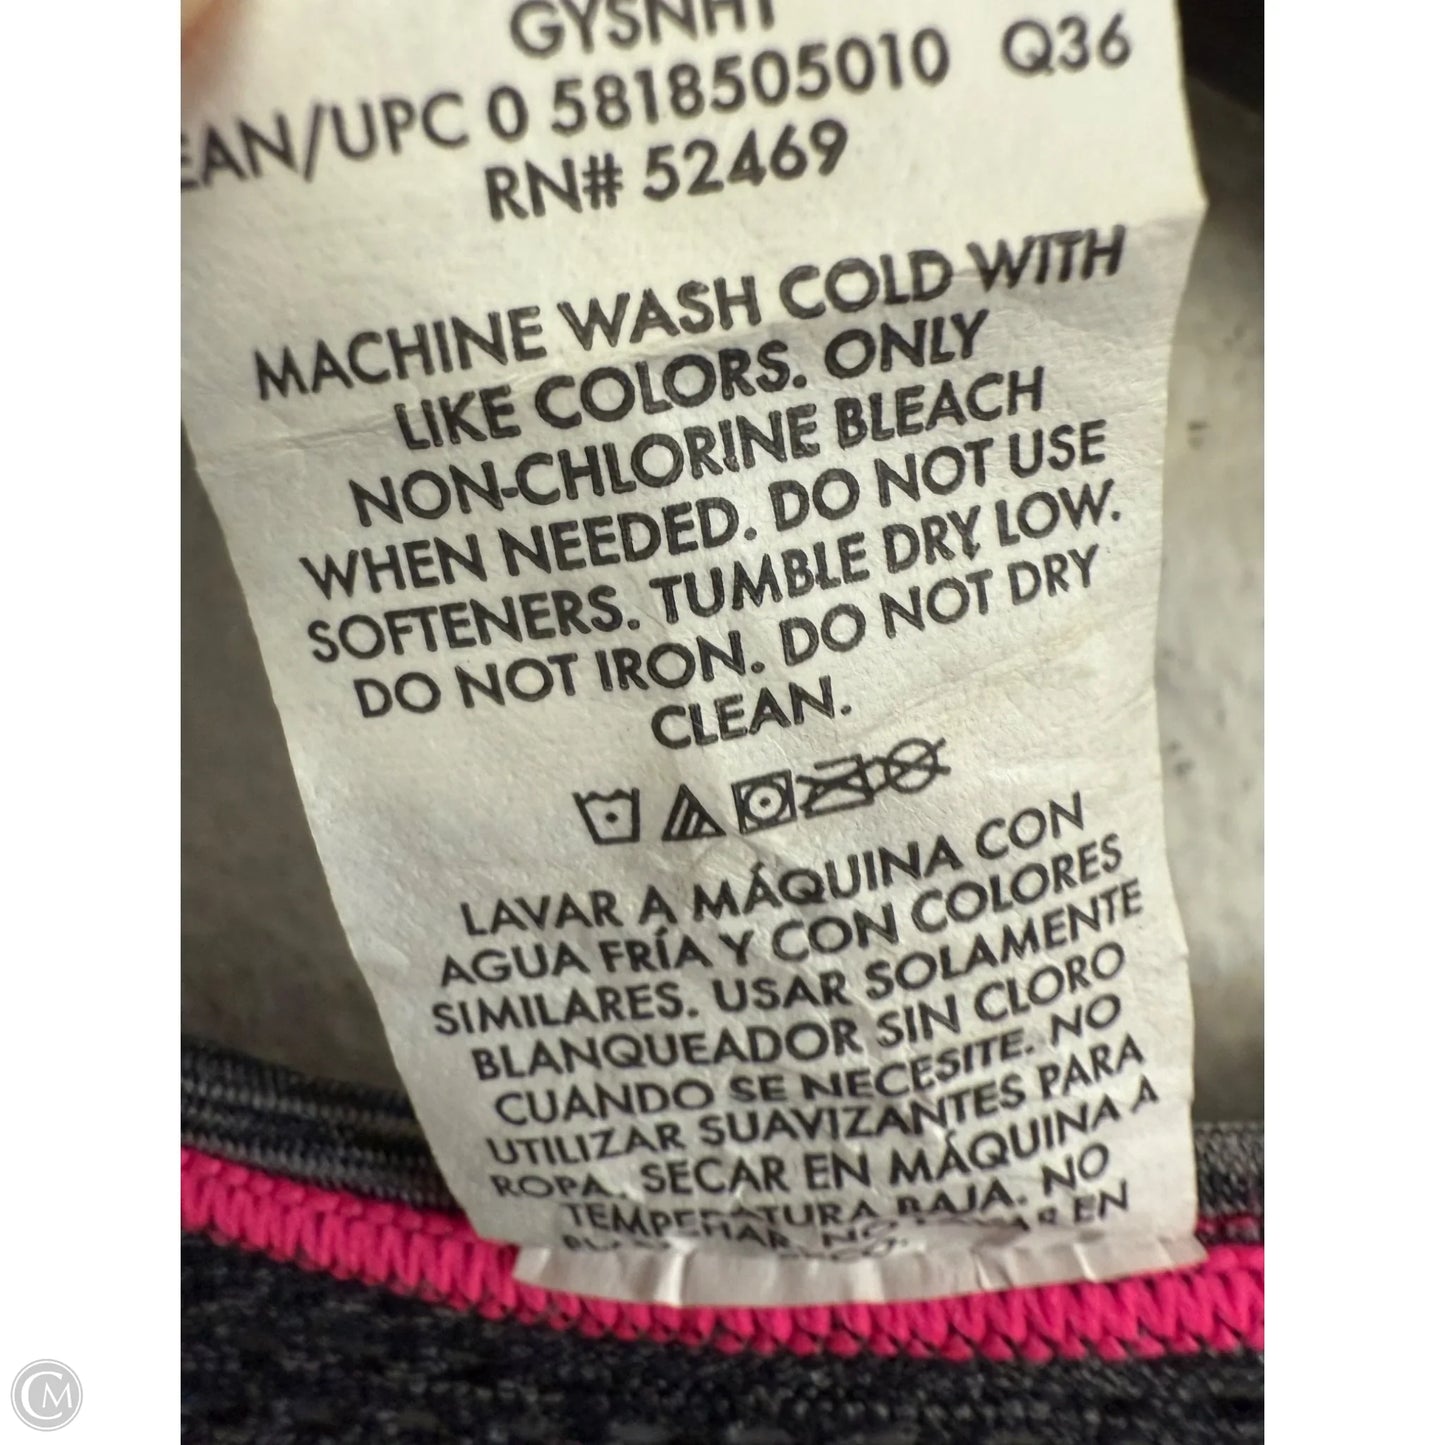 GYSNHT
EAN/UPC 0 5818505010 Q36
RN# 52469
MACHINE WASH COLD WITH
LIKE COLORS. ONLY
NON-CHLORINE BLEACH
WHEN NEEDED. DO NOT USE
SOFTENERS. TUMBLE DRY LOW.
DO NOT IRON. DO NOT DRY
CLEAN.
LAVAR A MÁQUINA CON
AGUA FRÍA Y CON COLORES
SIMILARES. USAR SOLAMENTE
BLANQUEADOR SIN CLORO
CUANDO SE NECESITE. NO
UTILIZAR SUAVIZANTES PARA
ROPA. SECAR EN MÁQUINA A
TEMPERATURA BAJA. NO
EN
CM